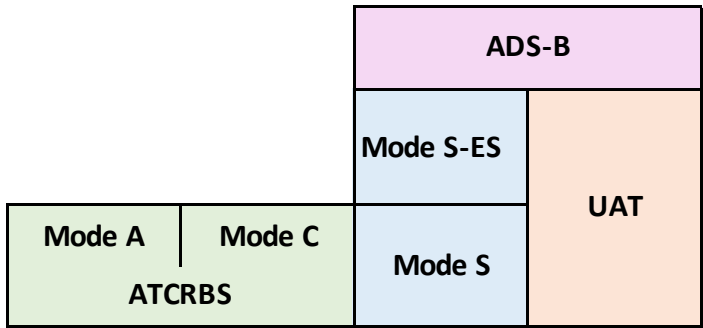 ADS-B
Mode S-ES
UAT
Mode A
Mode C
Mode S
ATCRBS